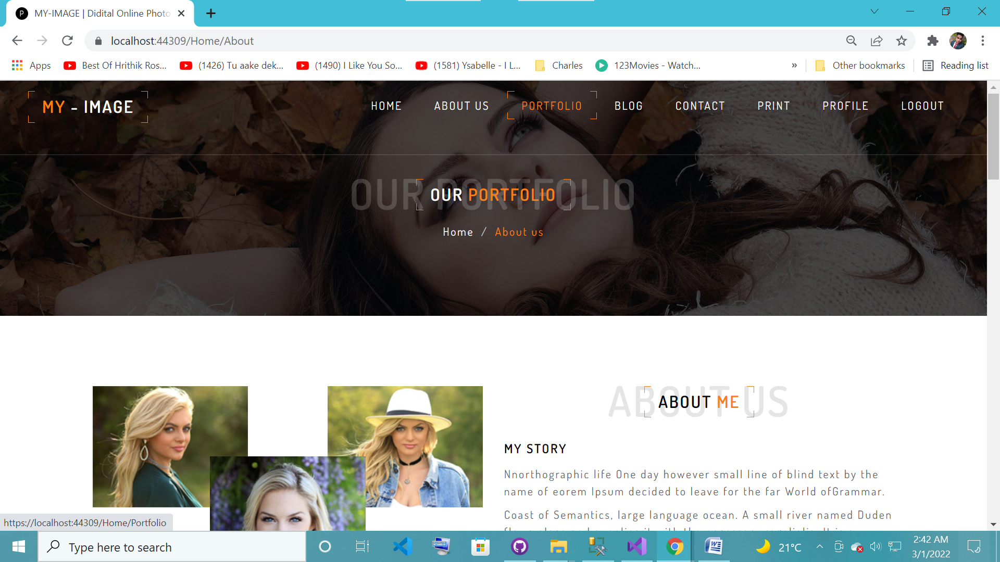 MY-IMAGE | Didital Online Photo
localhost:44309/Home/About
Apps
Best Of Hrithik Ros...
(1426) Tu aake dek...
(1490) I Like You So...
(1581) Ysabelle - I L...
Charles
123Movies - Watch...
»
Other bookmarks
Reading list
MY - IMAGE
HOME
ABOUT US
PORTFOLIO
BLOG
CONTACT
PRINT
PROFILE
LOGOUT
OUR PORTFOLIO
OUR PORTFOLIO
Home / About us
ABOUT US
ABOUT ME
MY STORY
Nnorthographic life One day however small line of blind text by the
name of eorem Ipsum decided to leave for the far World ofGrammar.
Coast of Semantics, large language ocean. A small river named Duden
https://localhost:44309/Home/Portfolio
Type here to search
21°C
2:42 AM
3/1/2022